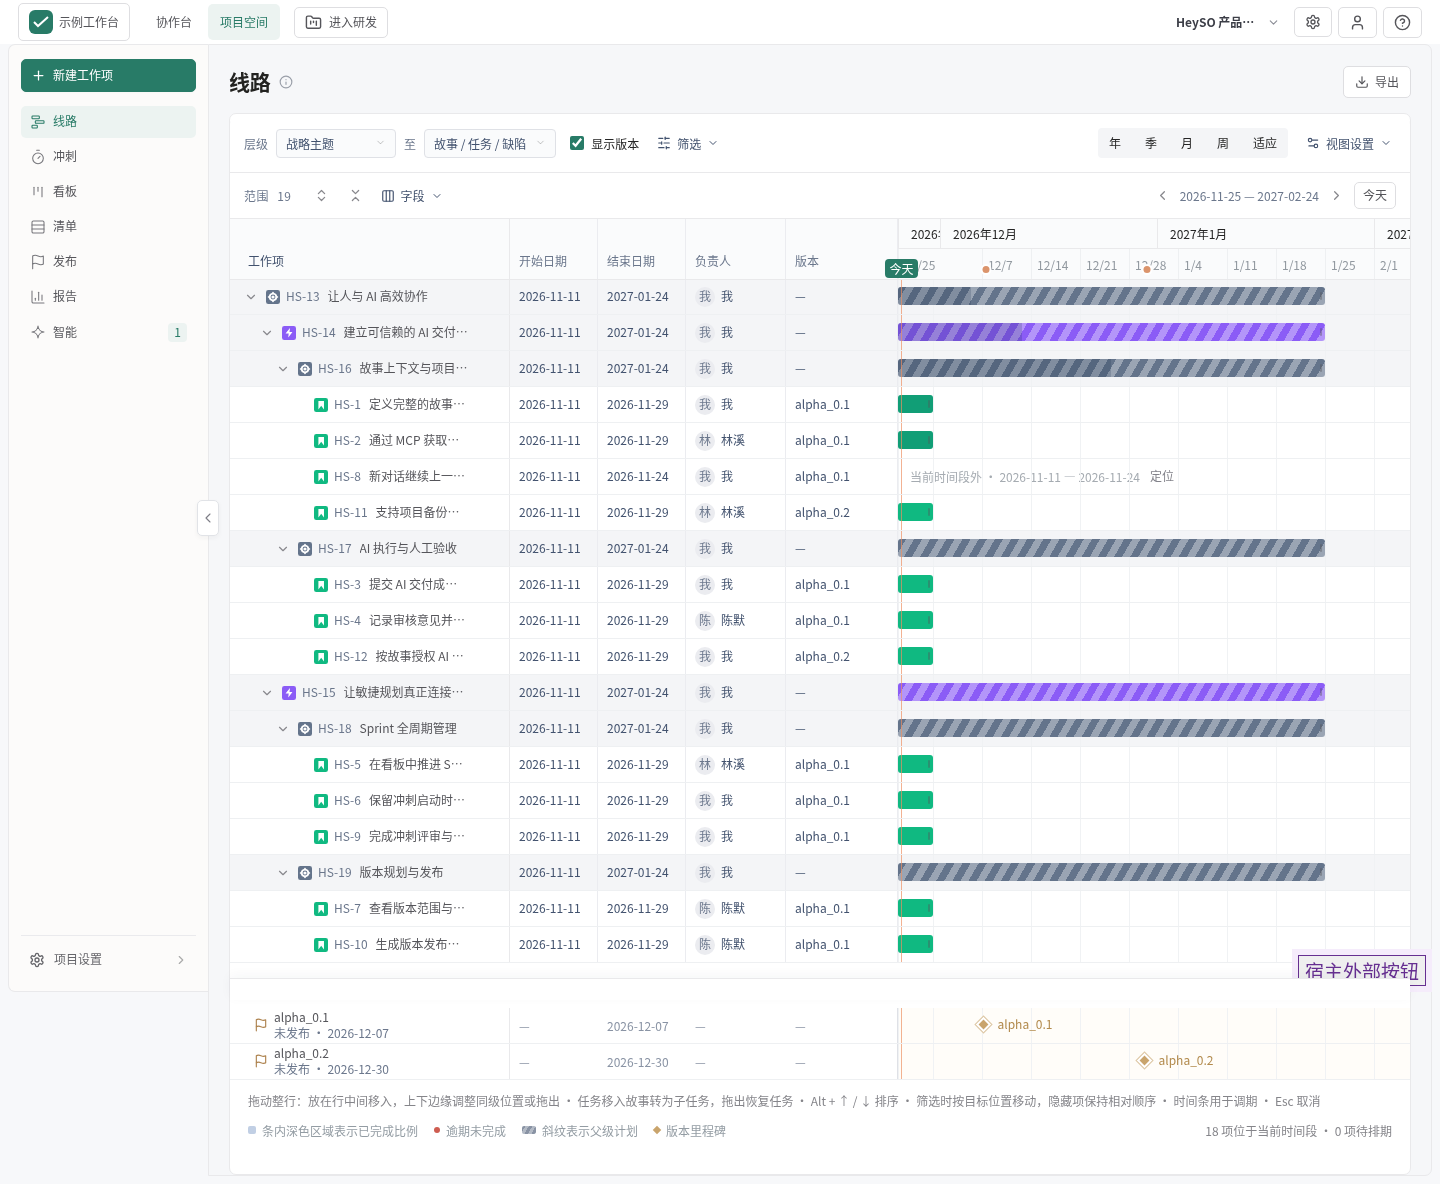 示例工作台
协作台
项目空间
进入研发
HeySO 产品…
新建工作项
线路
冲刺
看板
清单
发布
报告
智能 1
项目设置
线路
导出
层级 战略主题 至 故事 / 任务 / 缺陷 显示版本 筛选 年 季 月 周 适应 视图设置
范围 19 字段 2026-11-25 — 2027-02-24 今天
2026年12月 2027年1月
工作项 开始日期 结束日期 负责人 版本 今天 /25 12/7 12/14 12/21 12/28 1/4 1/11 1/18 1/25 2/1
HS-13 让人与 AI 高效协作 2026-11-11 2027-01-24 我 我 —
HS-14 建立可信赖的 AI 交付… 2026-11-11 2027-01-24 我 我 —
HS-16 故事上下文与项目… 2026-11-11 2027-01-24 我 我 —
HS-1 定义完整的故事… 2026-11-11 2026-11-29 我 我 alpha_0.1
HS-2 通过 MCP 获取… 2026-11-11 2026-11-29 林 林溪 alpha_0.1
HS-8 新对话继续上一… 2026-11-11 2026-11-24 我 我 alpha_0.1 当前时间段外 · 2026-11-11 — 2026-11-24 定位
HS-11 支持项目备份… 2026-11-11 2026-11-29 林 林溪 alpha_0.2
HS-17 AI 执行与人工验收 2026-11-11 2027-01-24 我 我 —
HS-3 提交 AI 交付成… 2026-11-11 2026-11-29 我 我 alpha_0.1
HS-4 记录审核意见并… 2026-11-11 2026-11-29 陈 陈默 alpha_0.1
HS-12 按故事授权 AI … 2026-11-11 2026-11-29 我 我 alpha_0.2
HS-15 让敏捷规划真正连接… 2026-11-11 2027-01-24 我 我 —
HS-18 Sprint 全周期管理 2026-11-11 2027-01-24 我 我 —
HS-5 在看板中推进 S… 2026-11-11 2026-11-29 林 林溪 alpha_0.1
HS-6 保留冲刺启动时… 2026-11-11 2026-11-29 我 我 alpha_0.1
HS-9 完成冲刺评审与… 2026-11-11 2026-11-29 我 我 alpha_0.1
HS-19 版本规划与发布 2026-11-11 2027-01-24 我 我 —
HS-7 查看版本范围与… 2026-11-11 2026-11-29 陈 陈默 alpha_0.1
HS-10 生成版本发布… 2026-11-11 2026-11-29 陈 陈默 alpha_0.1
宿主外部按钮
alpha_0.1
未发布 · 2026-12-07 — 2026-12-07 — — alpha_0.1
alpha_0.2
未发布 · 2026-12-30 — 2026-12-30 — — alpha_0.2
拖动整行：放在行中间移入，上下边缘调整同级位置或拖出 · 任务移入故事转为子任务，拖出恢复任务 · Alt + ↑ / ↓ 排序 · 筛选时按目标位置移动，隐藏项保持相对顺序 · 时间条用于调期 · Esc 取消
条内深色区域表示已完成比例 逾期未完成 斜纹表示父级计划 版本里程碑 18 项位于当前时间段 · 0 项待排期